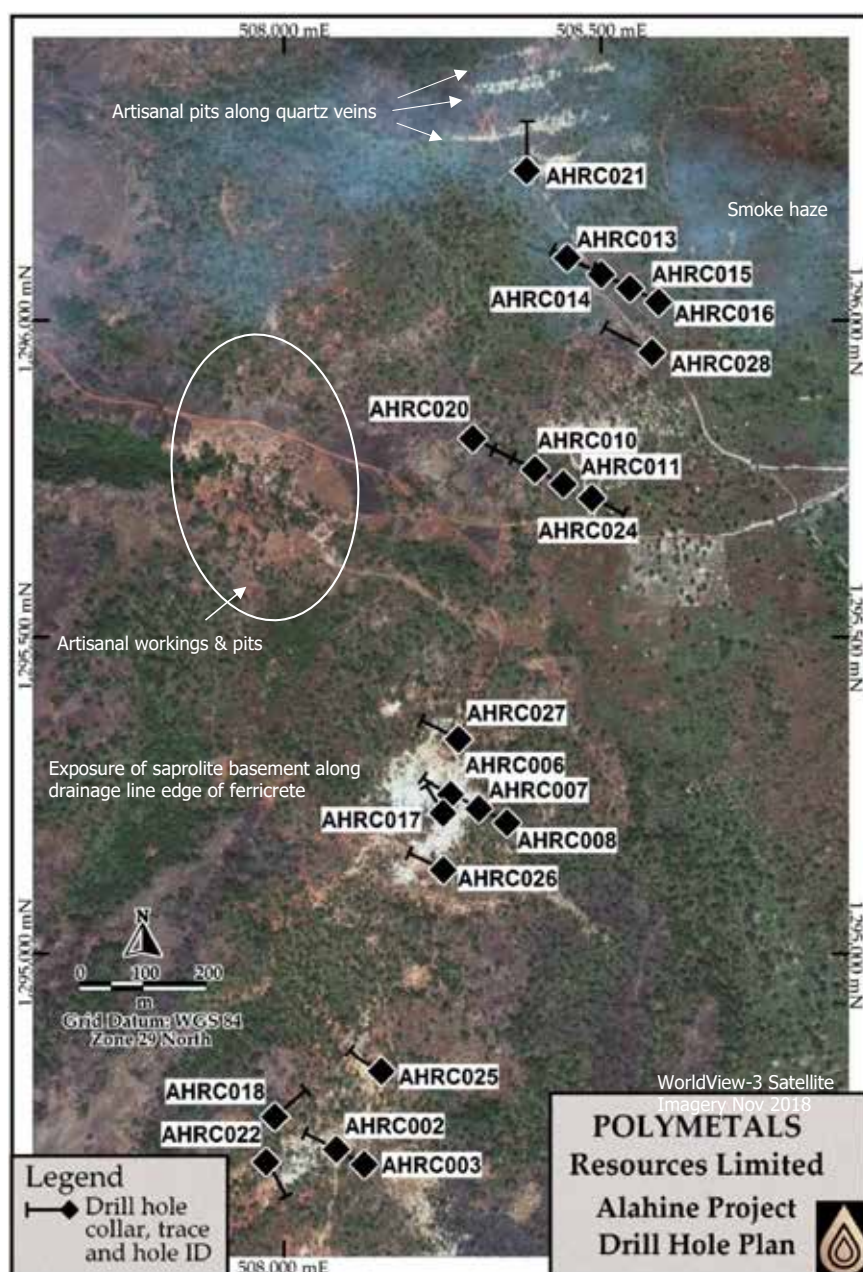 508,000 mE
508,500 mE
Artisanal pits along quartz veins
AHRC021
Smoke haze
AHRC013
AHRC015
AHRC014
AHRC016
1,296,000 mN
1,296,000 mN
AHRC028
AHRC020
AHRC010
AHRC011
AHRC024
Artisanal workings & pits
1,295,500 mN
1,295,500 mN
AHRC027
AHRC006
Exposure of saprolite basement along
drainage line edge of ferricrete
AHRC007
AHRC017
AHRC008
AHRC026
N
1,295,000 mN
1,295,000 mN
0 100 200
m
Grid Datum: WGS 84
Zone 29 North
AHRC025
AHRC018
AHRC002
AHRC022
AHRC003
WorldView-3 Satellite
Imagery Nov 2018
Legend
Drill hole
collar, trace
and hole ID
POLYMETALS
Resources Limited
Alahine Project
Drill Hole Plan
508,000 mE